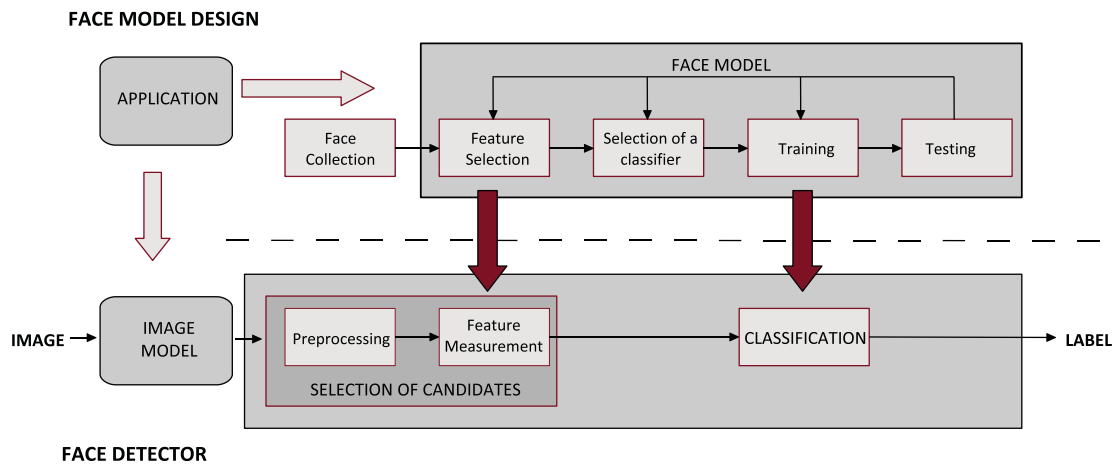 FACE MODEL DESIGN
APPLICATION
FACE MODEL
Face
Collection
Feature
Selection
Selection of a
classifier
Training
Testing
IMAGE
IMAGE
MODEL
Preprocessing
Feature
Measurement
SELECTION OF CANDIDATES
CLASSIFICATION
LABEL
FACE DETECTOR